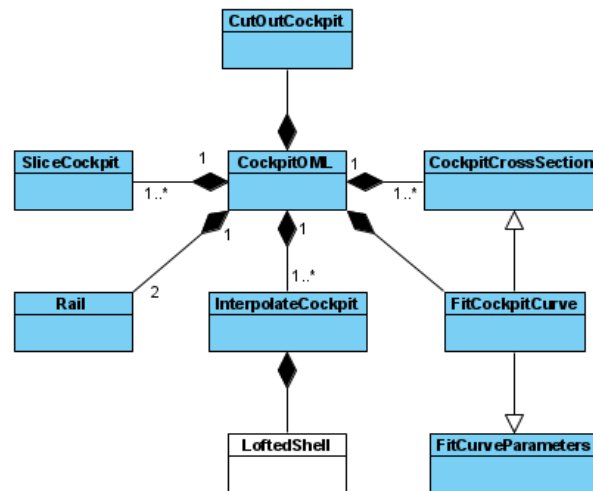 CutOutCockpit
SliceCockpit
1
CockpitOML
1
CockpitCrossSection
1..*
1..*
1
1
2
1..*
Rail
InterpolateCockpit
FitCockpitCurve
LoftedShell
FitCurveParameters